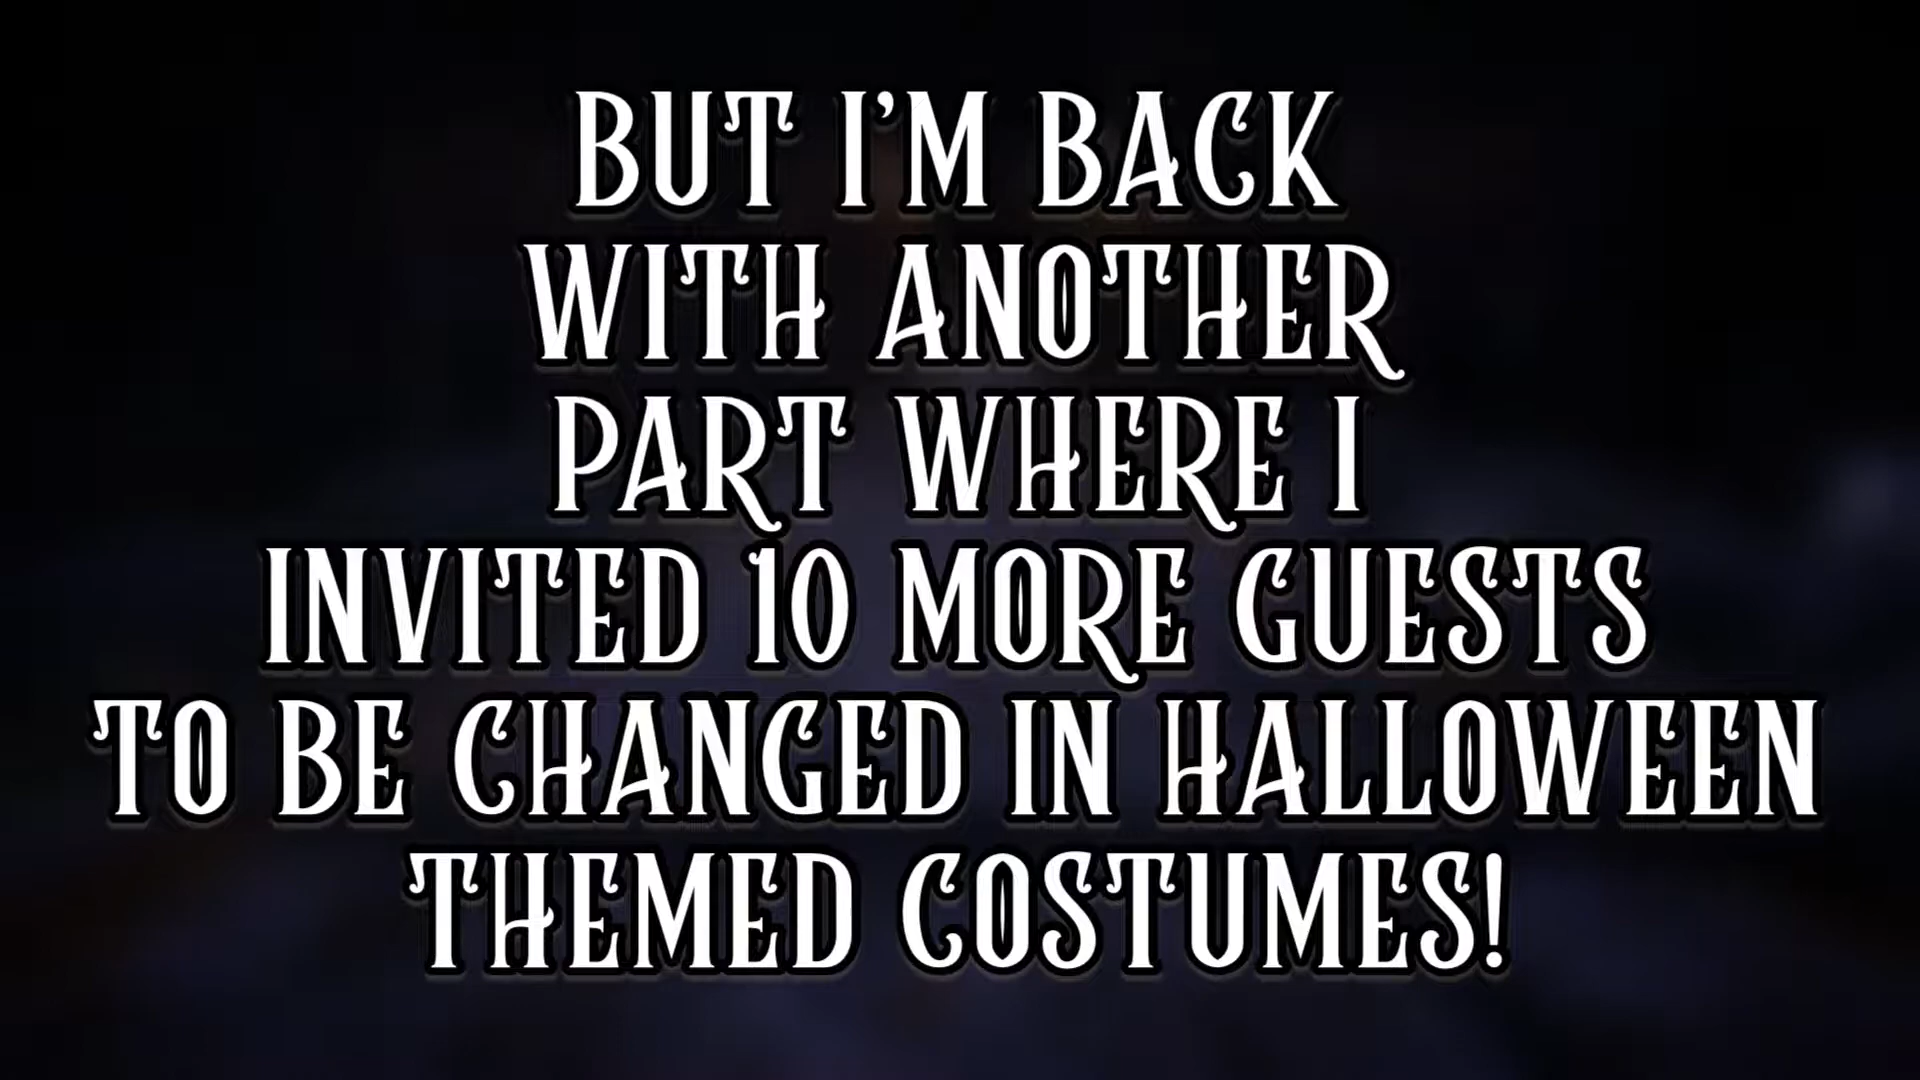 BUT I'M BACK
WITH ANOTHER
PART WHERE I
INVITED 10 MORE GUESTS
TO BE CHANGED IN HALLOWEEN
THEMED COSTUMES!